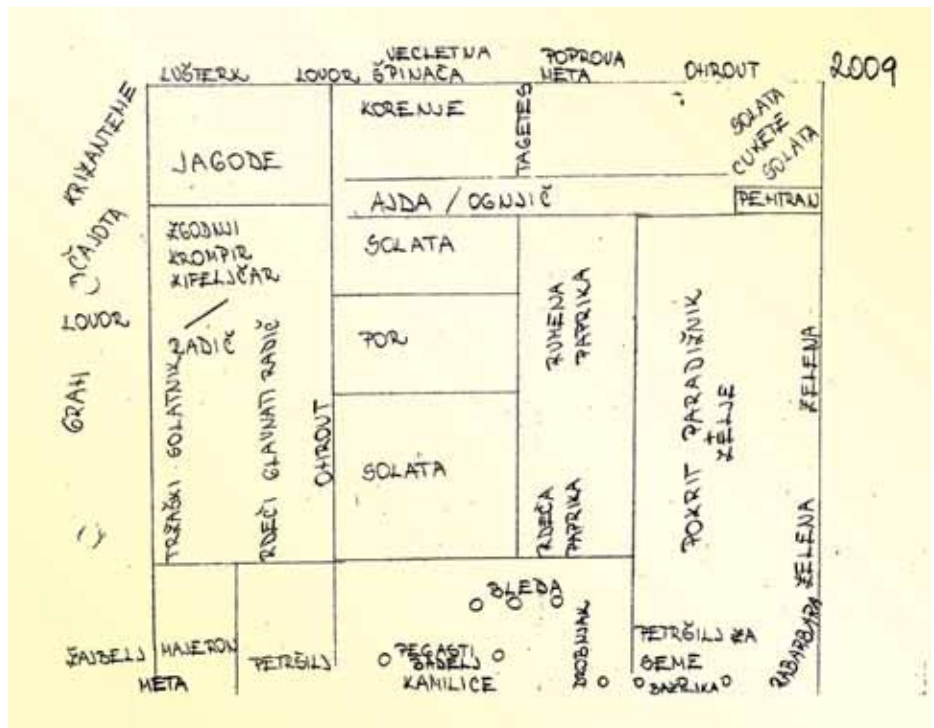 2009
LUŠTERK
LOVOR
VECLETNA
ŠPINAČA
POPROVA
META
OHROUT
KRIZANTEME
ČAJOTA
LOVOR
GRAH
JAGODE
KORENJE
TAGETES
SOLATA
CUKETE
SOLATA
AJDA / OGNJIČ
PEHTRAN
ZGODNJI
KROMPIR
KIFELJČAR
/
RADIČ
TRŽAŠKI SOLATNIK
RDEČI GLAVNATI RADIČ
OHROUT
SOLATA
POR
SOLATA
RUMENA
PAPRIKA
RDEČA
PAPRIKA
POKRIT PARADIŽNIK
ZELJE
ZELENA
ZELENA
RABARBARA
BLEDA
ŽAJBELJ
MAJERON
META
PETRŠILJ
PEGASTI
BADELJ
KAMILICE
DROBNJAK
PETRŠILJ ZA
SEME
BAZILIKA